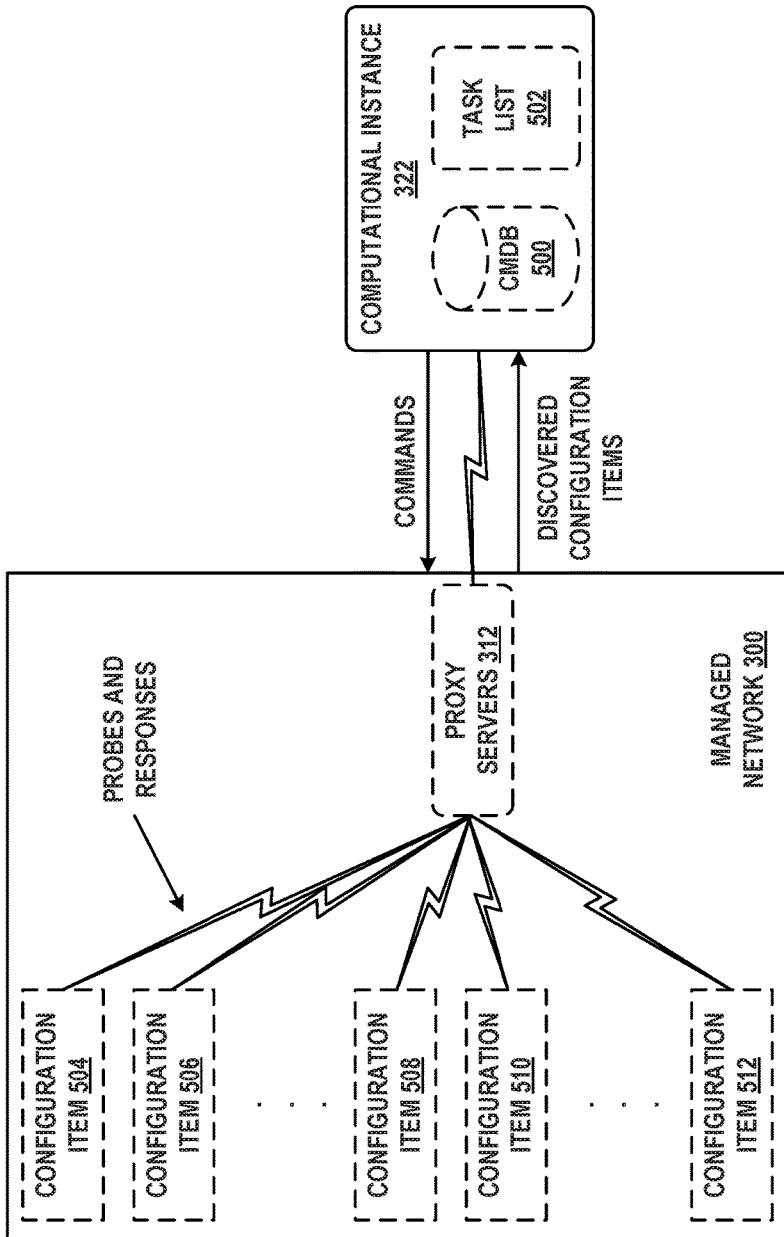 COMPUTATIONAL INSTANCE
322
CMDB
500
TASK
LIST
502
COMMANDS
DISCOVERED
CONFIGURATION
ITEMS
PROBES AND
RESPONSES
PROXY
SERVERS 312
MANAGED
NETWORK 300
CONFIGURATION
ITEM 504
CONFIGURATION
ITEM 506
. . .
CONFIGURATION
ITEM 508
CONFIGURATION
ITEM 510
. . .
CONFIGURATION
ITEM 512